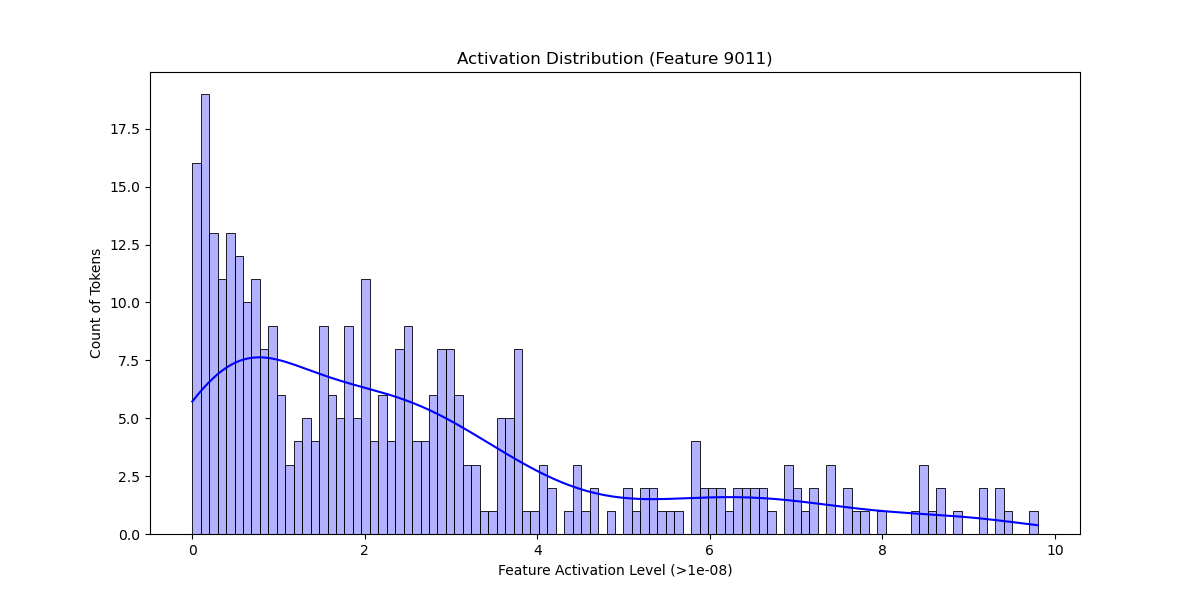 Activation Distribution (Feature 9011)
Count of Tokens
17.5
15.0
12.5
10.0
7.5
5.0
2.5
0.0
0 2 4 6 8 10
Feature Activation Level (>1e-08)